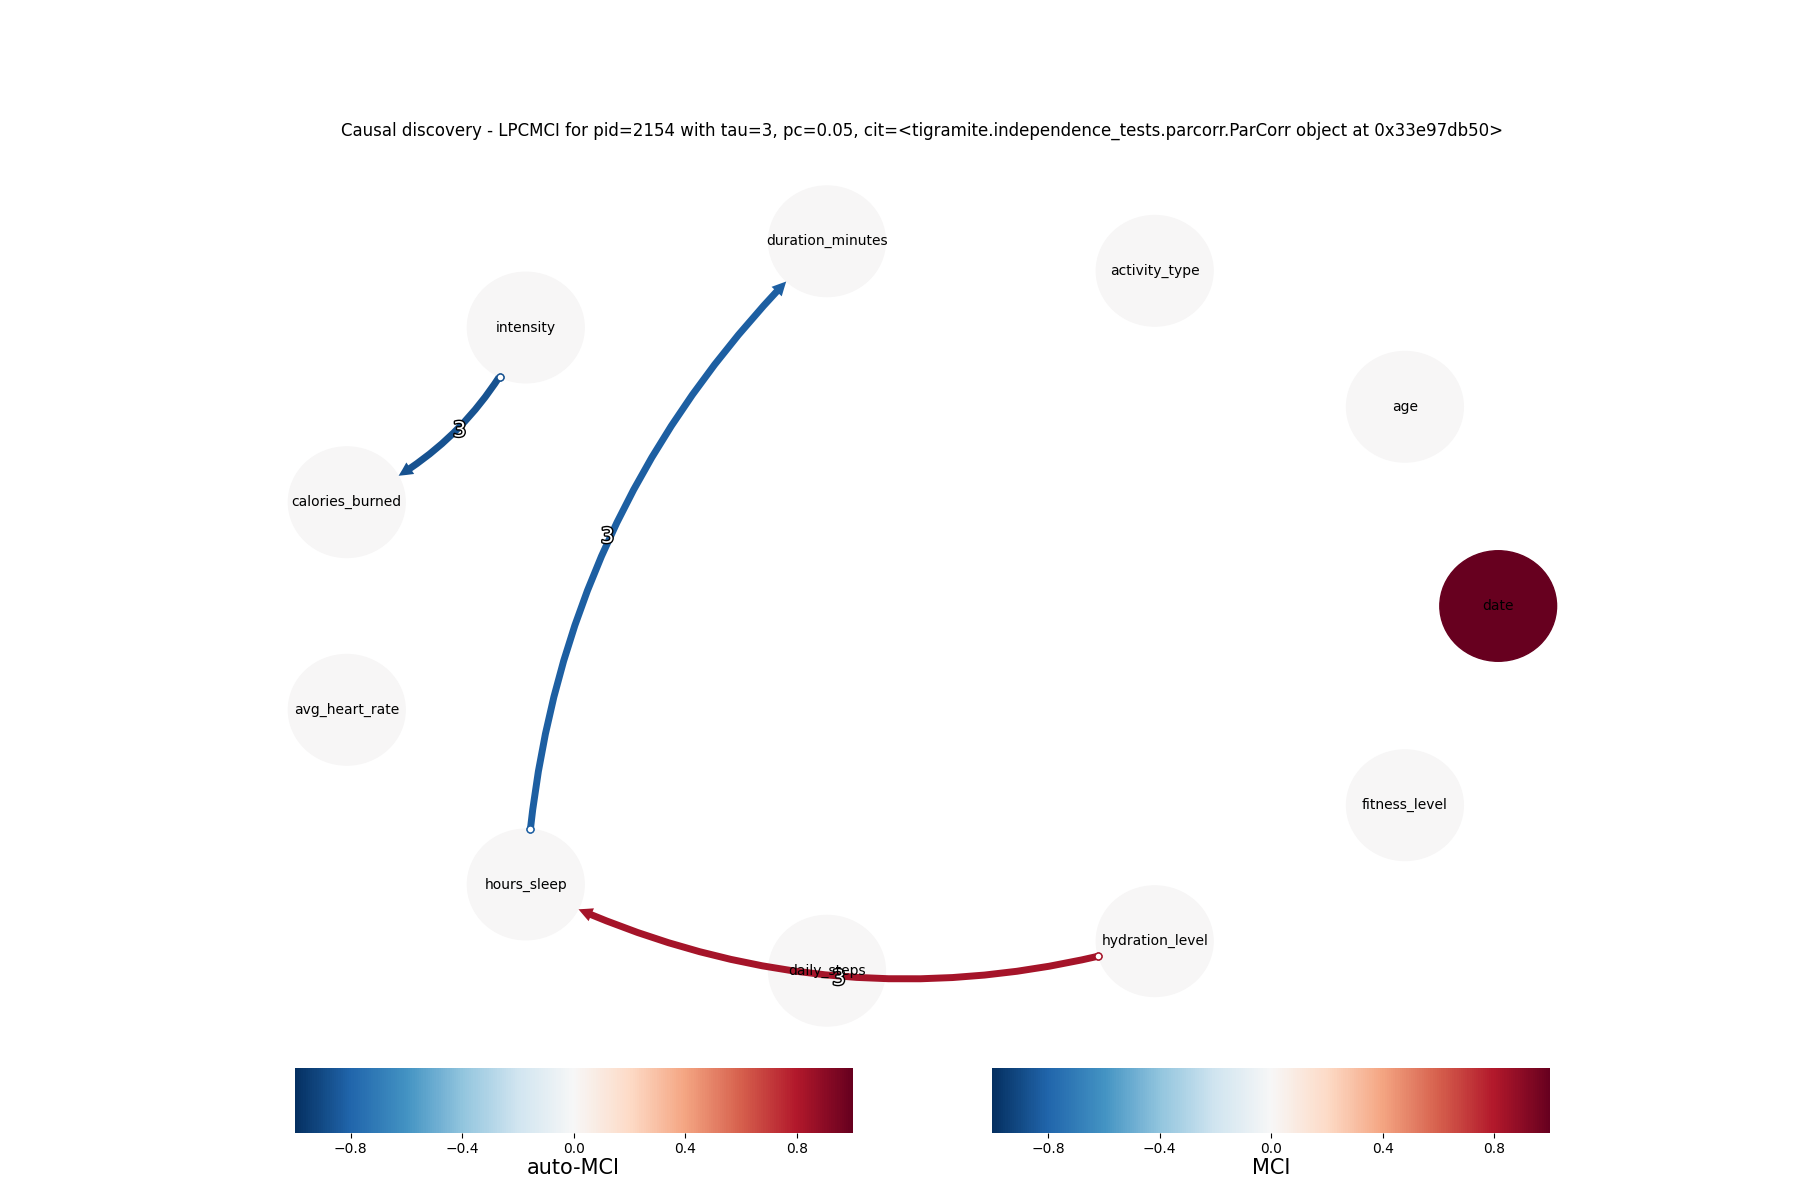 Causal discovery - LPCMCI for pid=2154 with tau=3, pc=0.05, cit=<tigramite.independence_tests.parcorr.ParCorr object at 0x33e97db50>
duration_minutes
activity_type
intensity
age
3
calories_burned
3
date
avg_heart_rate
fitness_level
hours_sleep
hydration_level
daily_steps
3
−0.8 −0.4 0.0 0.4 0.8
auto-MCI
−0.8 −0.4 0.0 0.4 0.8
MCI